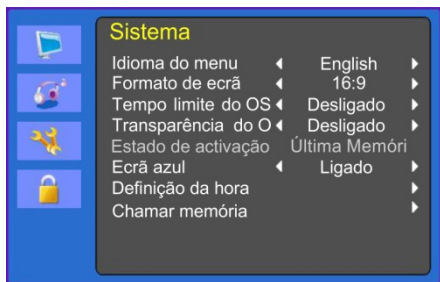 Sistema
Idioma do menu English
Formato de ecrã 16:9
Tempo limite do OS Desligado
Transparência do O Desligado
Estado de activação Última Memóri
Ecrã azul Ligado
Definição da hora
Chamar memória